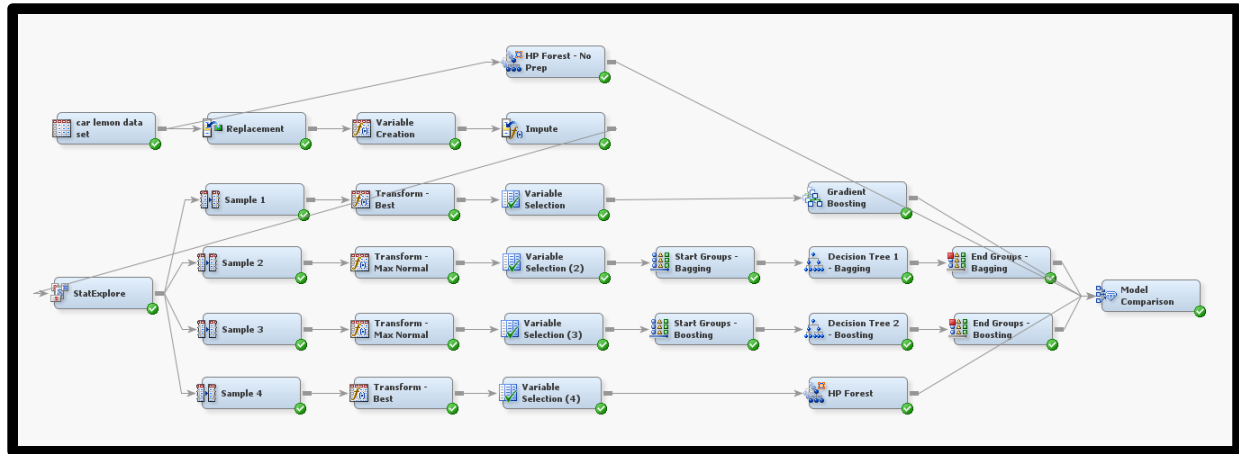 HP Forest - No
Prep
car lemon data
set
Replacement
Variable
Creation
Impute
Sample 1
Transform -
Best
Variable
Selection
Gradient
Boosting
Sample 2
Transform -
Max Normal
Variable
Selection (2)
Start Groups -
Bagging
Decision Tree 1
- Bagging
End Groups -
Bagging
StatExplore
Model
Comparison
Sample 3
Transform -
Max Normal
Variable
Selection (3)
Start Groups -
Boosting
Decision Tree 2
- Boosting
End Groups -
Boosting
Sample 4
Transform -
Best
Variable
Selection (4)
HP Forest